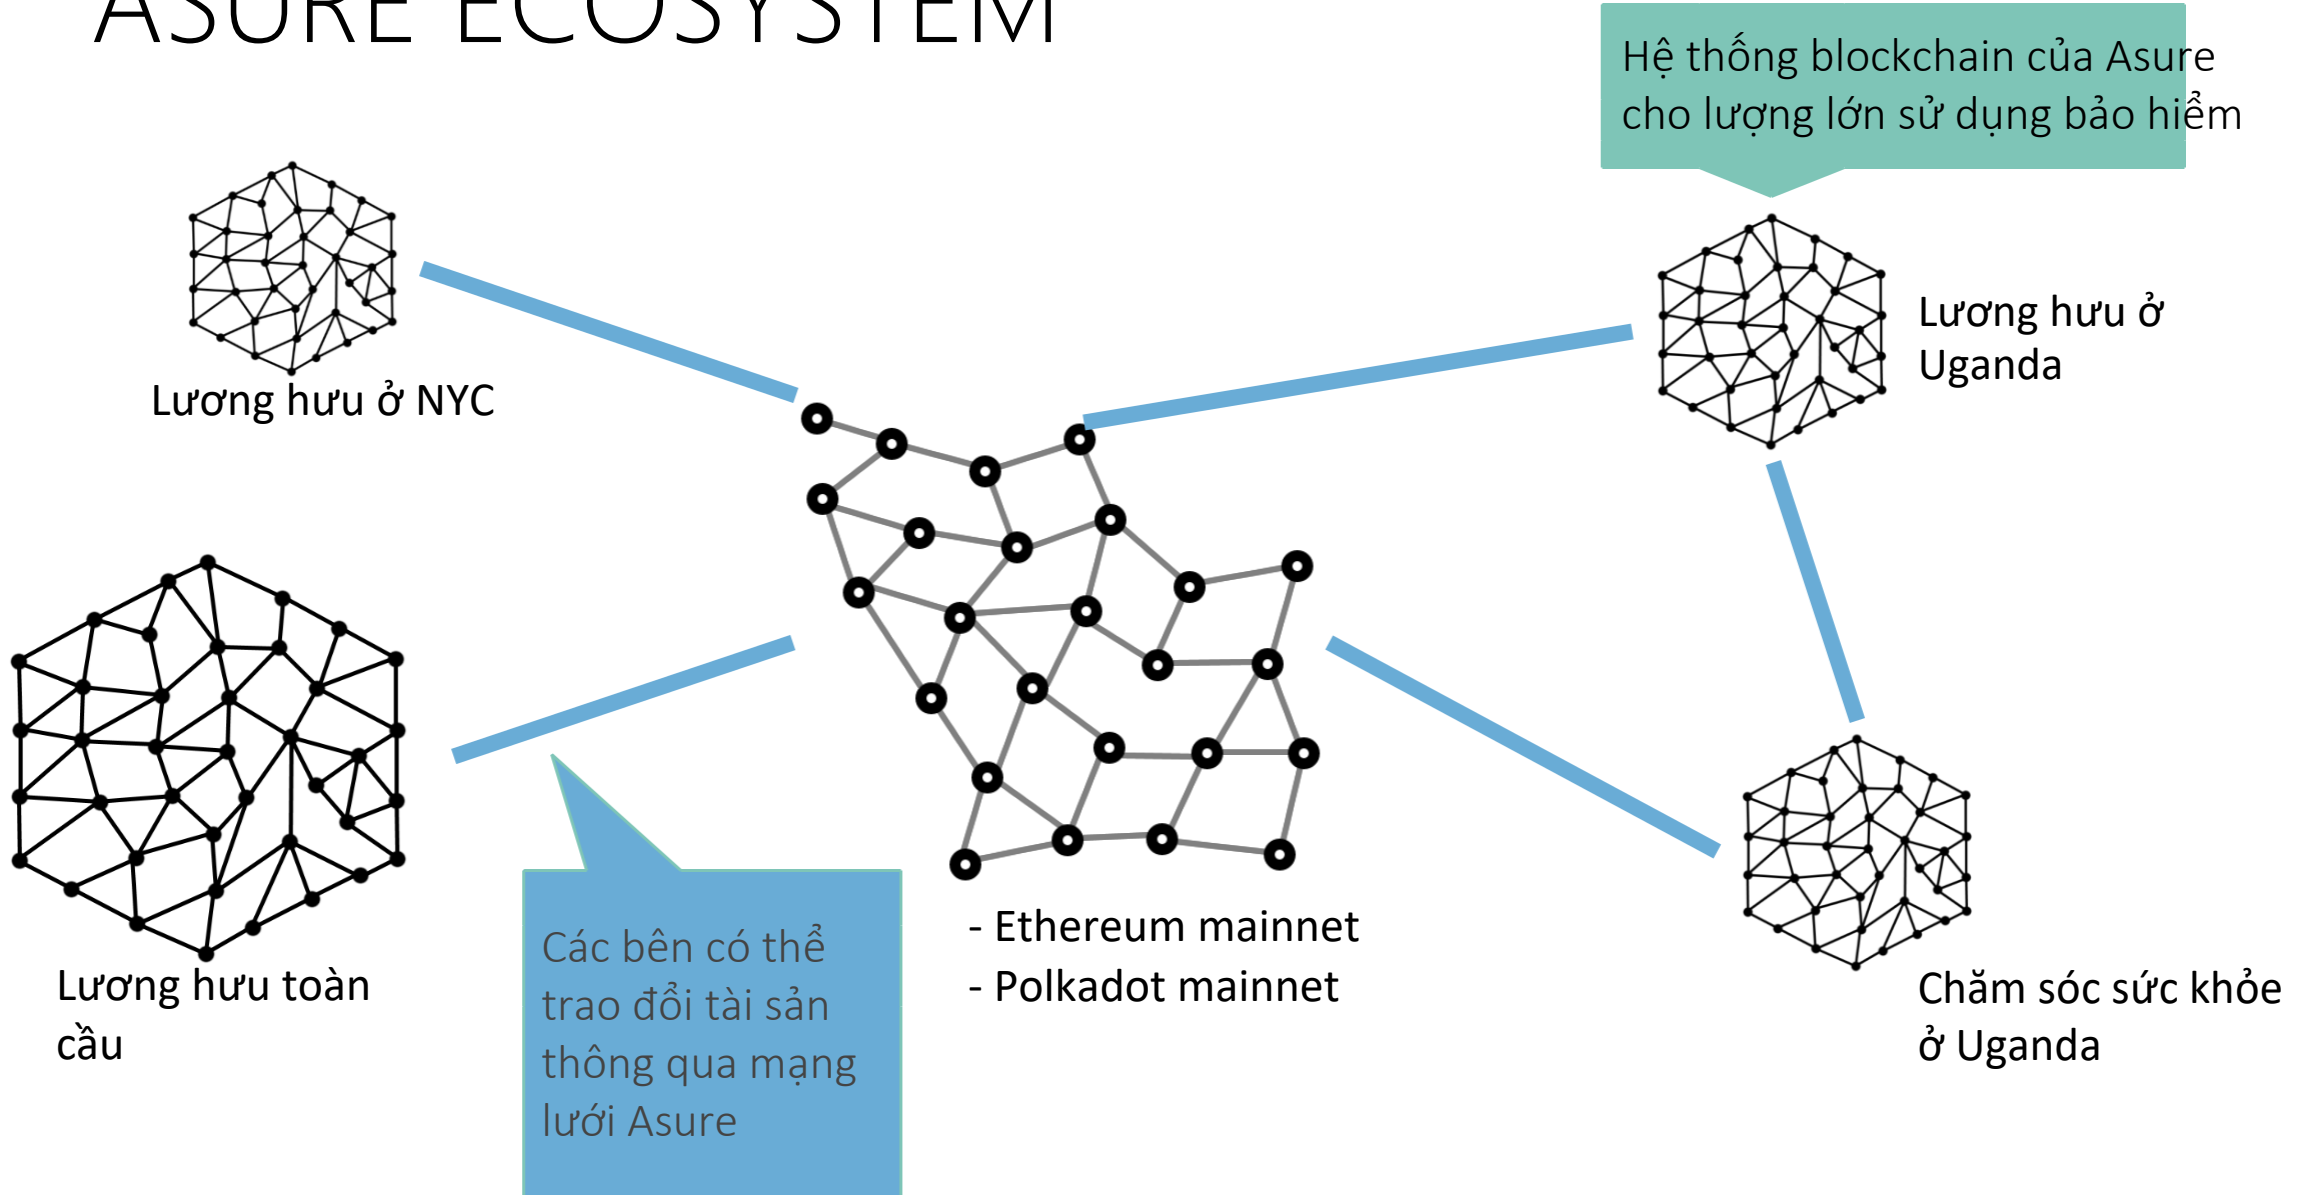 ASURE ECOSYSTEM
Hệ thống blockchain của Asure
cho lượng lớn sử dụng bảo hiểm
Lương hưu ở NYC
Lương hưu ở
Uganda
Lương hưu toàn
cầu
Các bên có thể
trao đổi tài sản
thông qua mạng
lưới Asure
- Ethereum mainnet
- Polkadot mainnet
Chăm sóc sức khỏe
ở Uganda